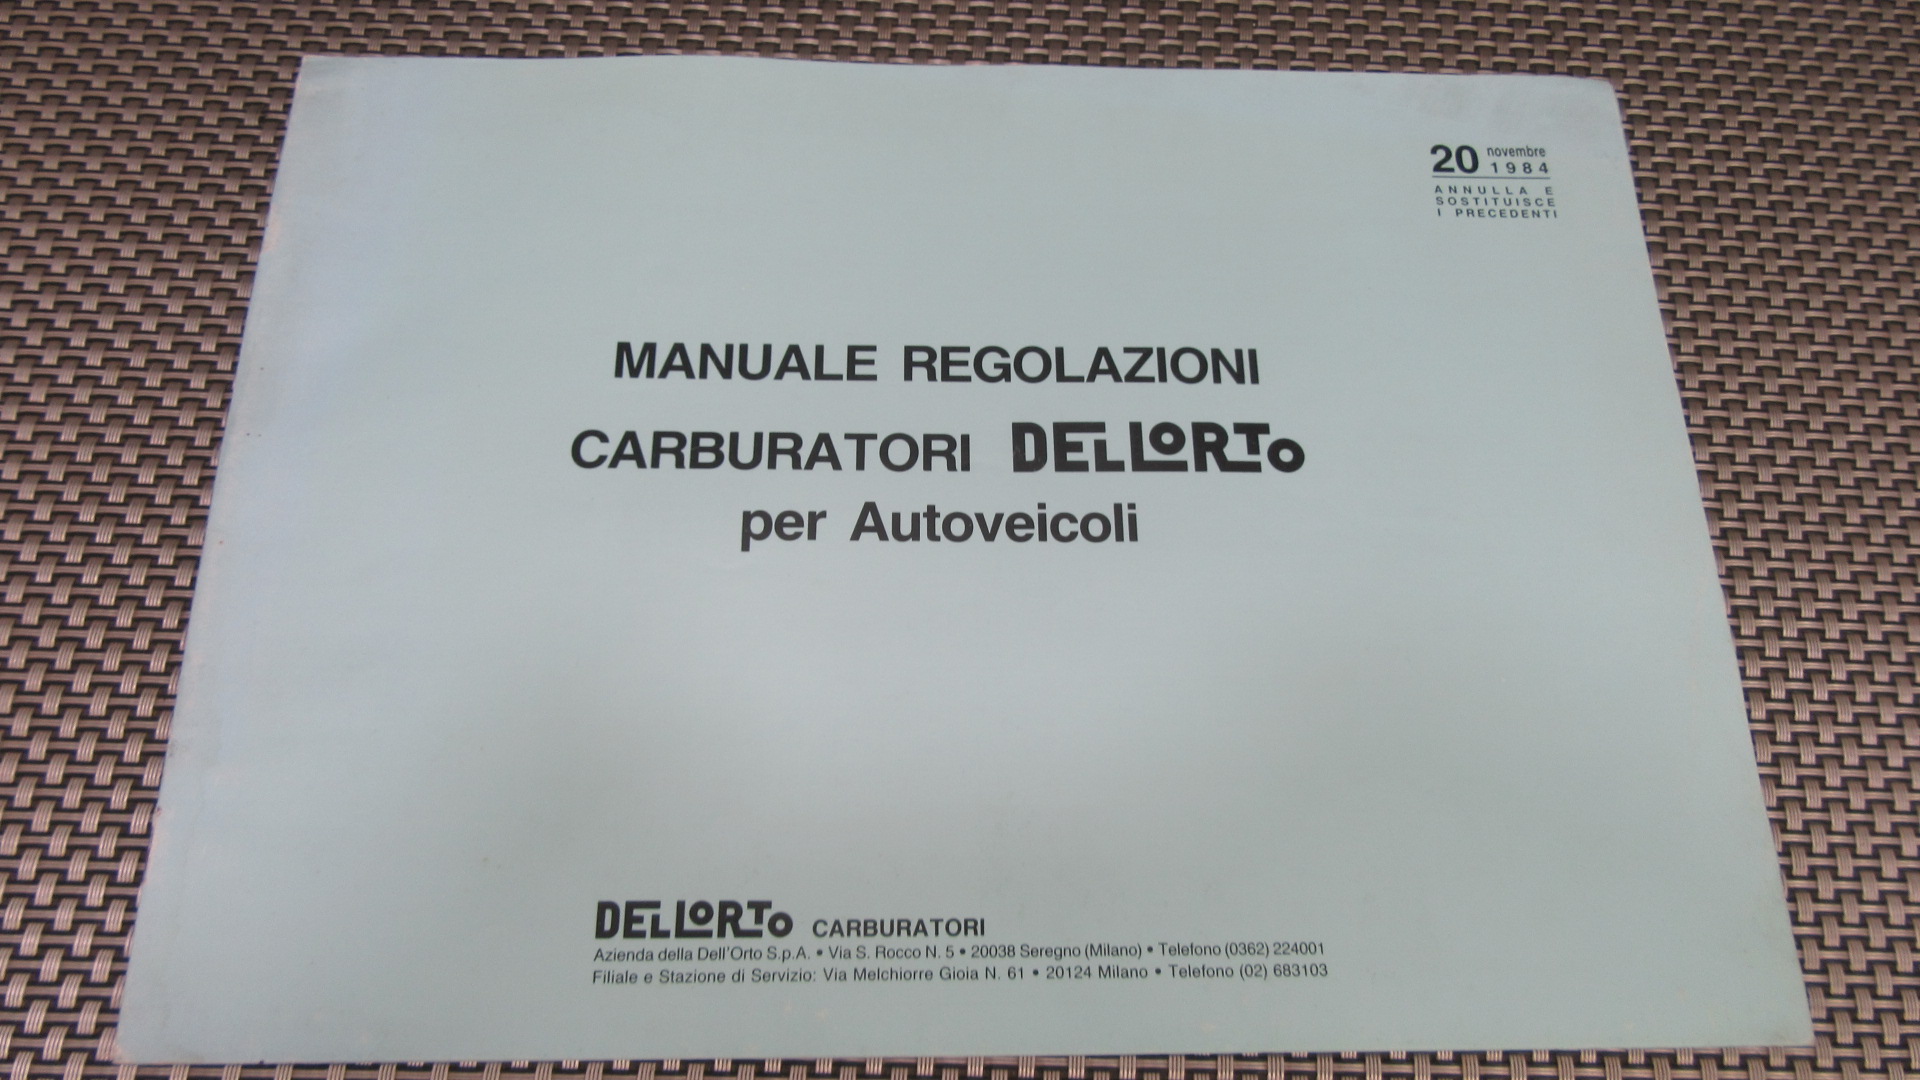 20 novembre
1984
ANNULLA E
SOSTITUISCE
I PRECEDENTI
MANUALE REGOLAZIONI
CARBURATORI DELLORTO
per Autoveicoli
DELLORTO CARBURATORI
Azienda della Dell'Orto S.p.A. • Via S. Rocco N. 5 • 20038 Seregno (Milano) • Telefono (0362) 224001
Filiale e Stazione di Servizio: Via Melchiorre Gioia N. 61 • 20124 Milano • Telefono (02) 683103